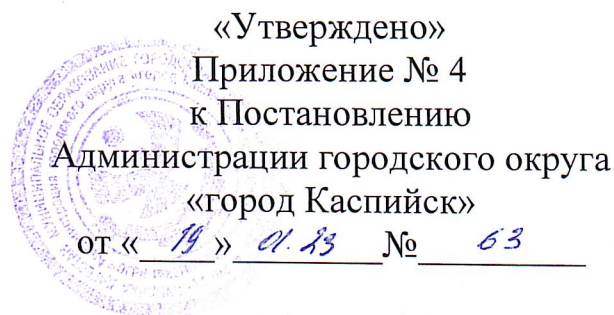 «Утверждено»
Приложение № 4
к Постановлению
Администрации городского округа
«город Каспийск»
от « 19 » 01.23 № 63